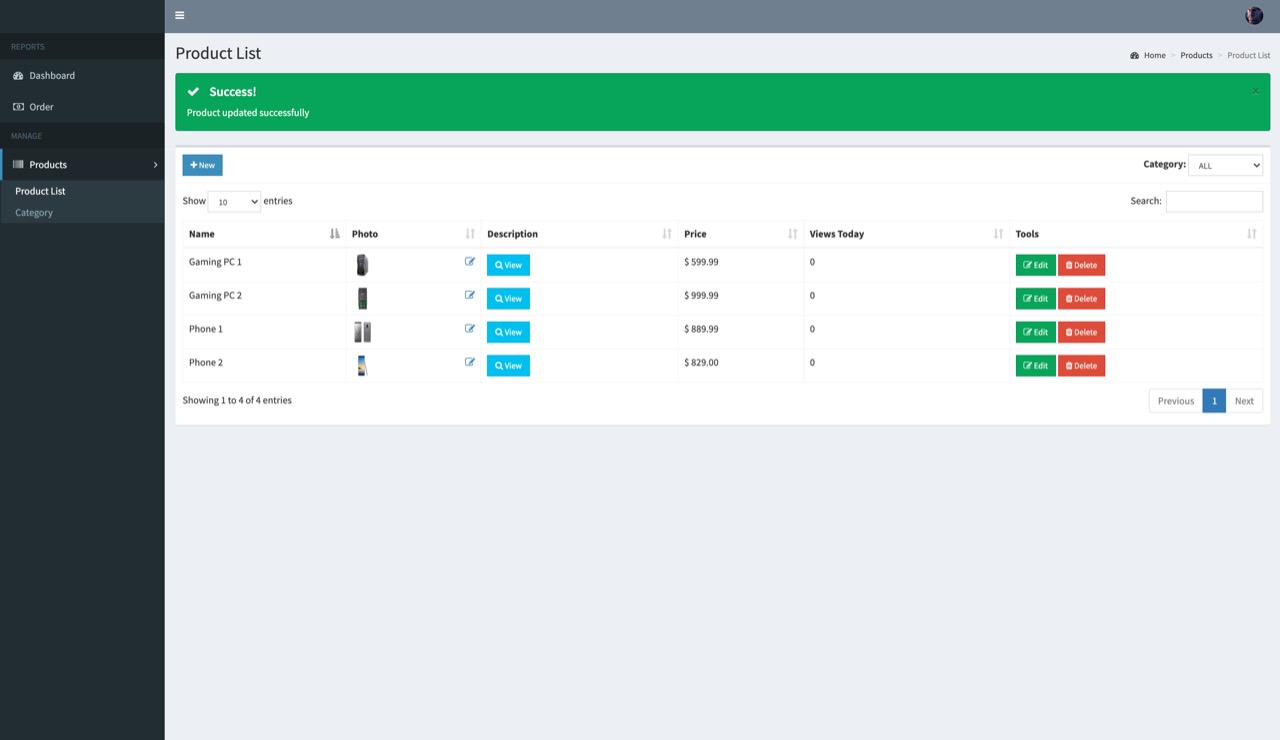 REPORTS
Dashboard
Order
MANAGE
Products
Product List
Category
Product List
Home > Products > Product List
Success!
×
Product updated successfully
New
Category: ALL
Show 10 entries
Search:
Name Photo Description Price Views Today Tools
Gaming PC 1 View $ 599.99 0 Edit Delete
Gaming PC 2 View $ 999.99 0 Edit Delete
Phone 1 View $ 889.99 0 Edit Delete
Phone 2 View $ 829.00 0 Edit Delete
Showing 1 to 4 of 4 entries
Previous 1 Next